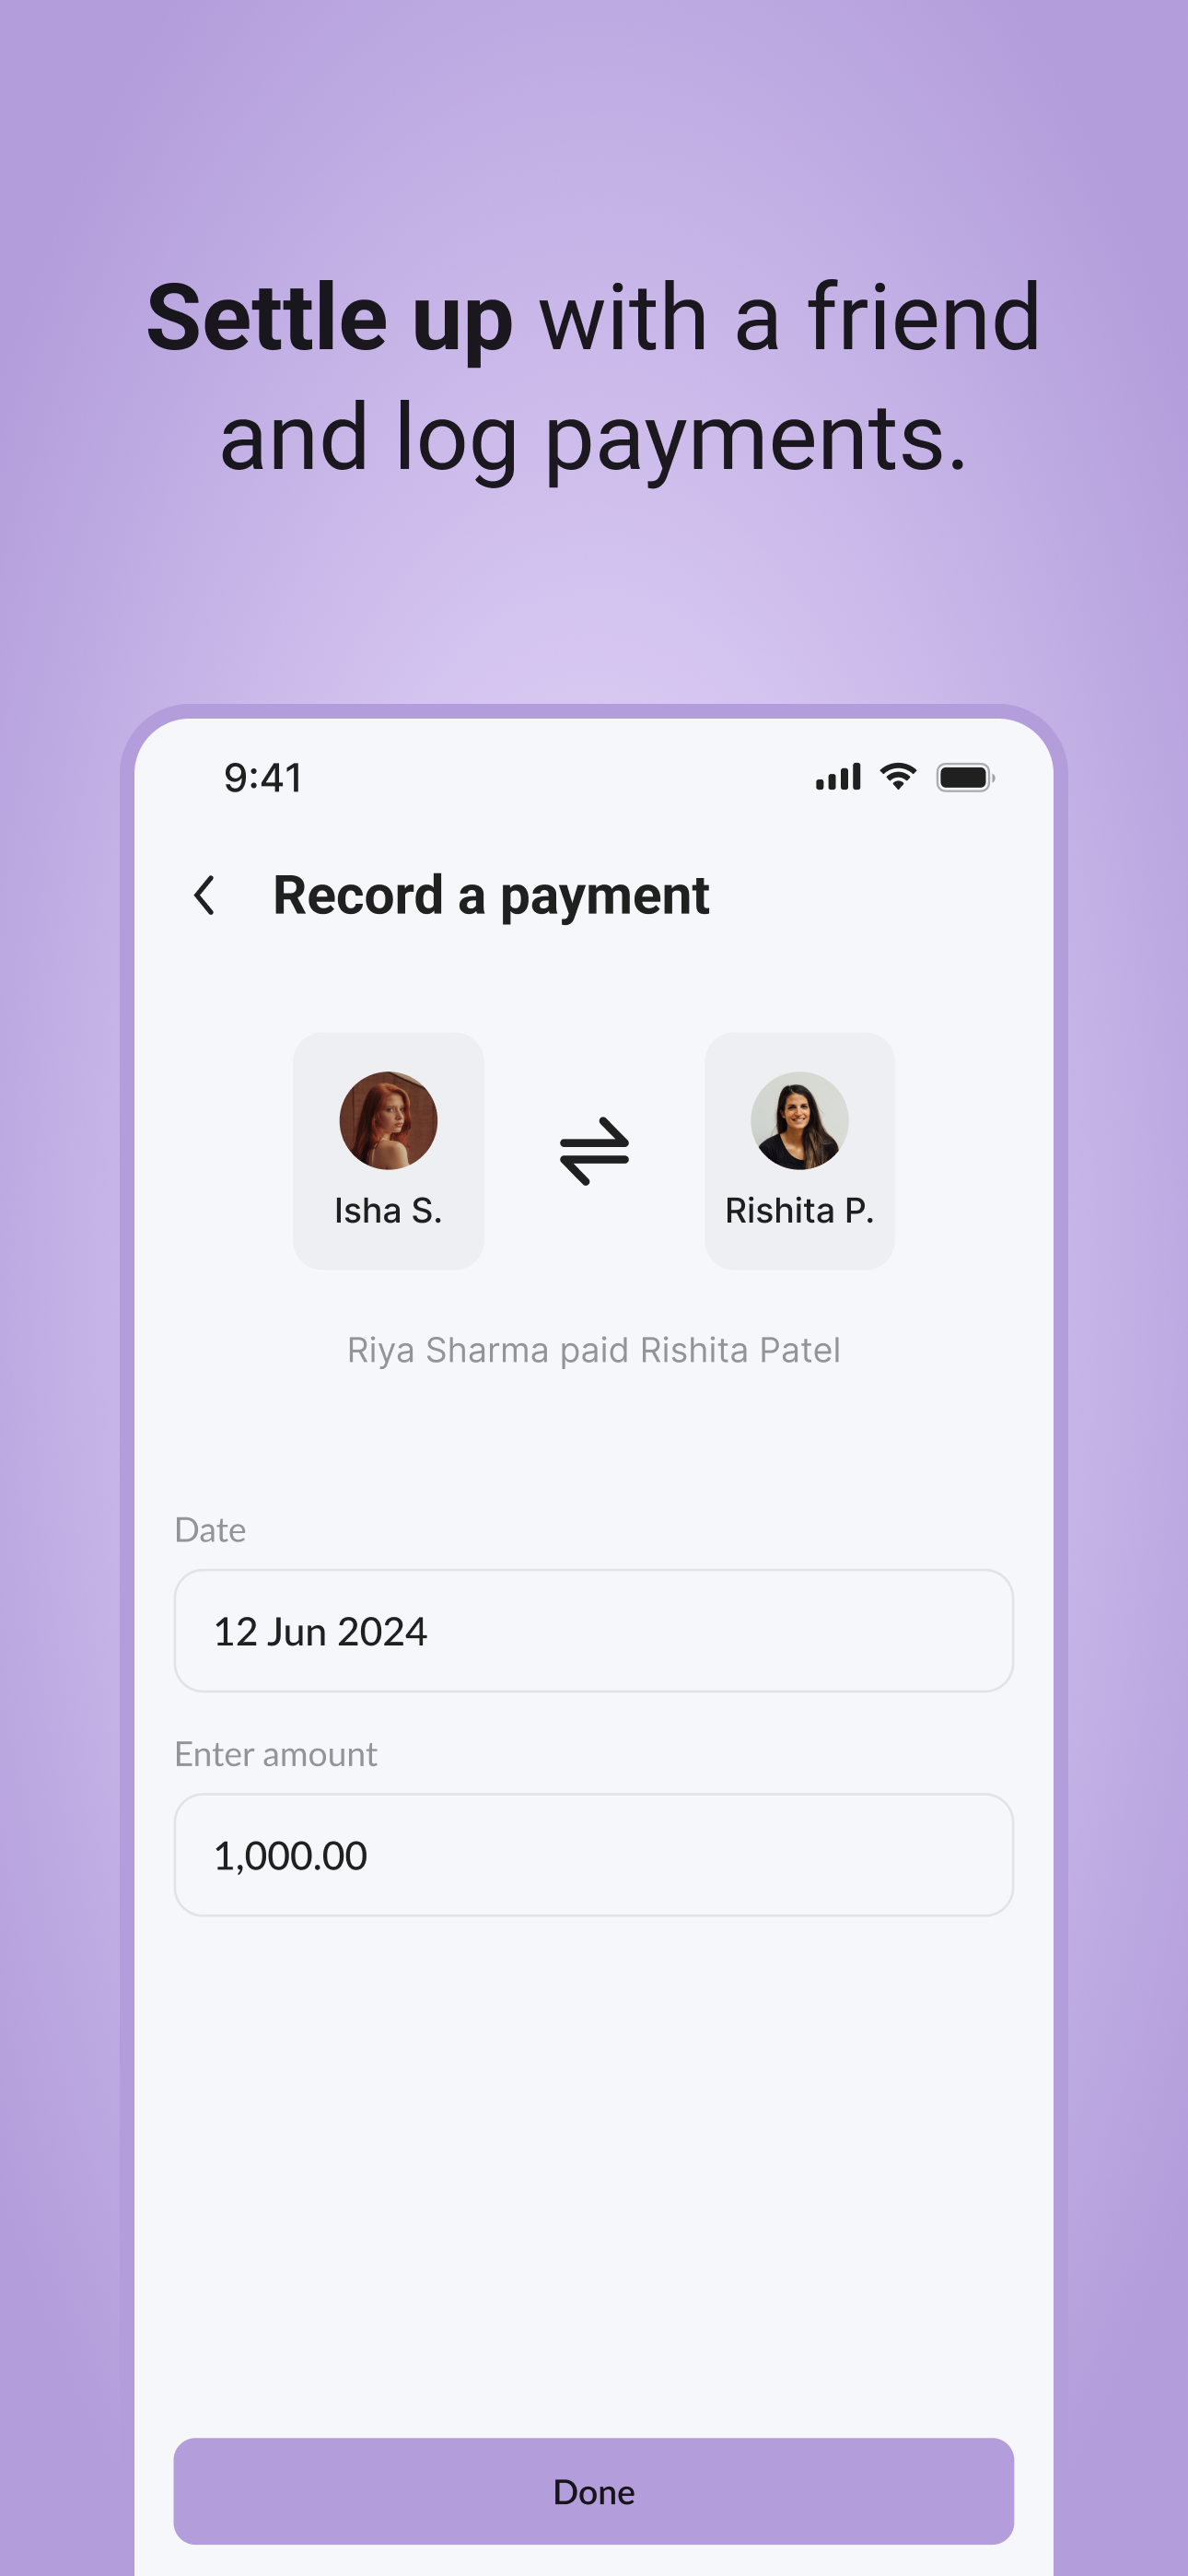 Settle up with a friend
and log payments.
9:41
Record a payment
Isha S.
Rishita P.
Riya Sharma paid Rishita Patel
Date
12 Jun 2024
Enter amount
1,000.00
Done